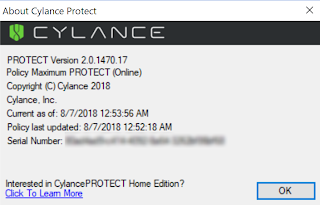 About Cylance Protect
CYLANCE
PROTECT Version 2.0.1470.17
Policy Maximum PROTECT (Online)
Copyright (C) Cylance 2018
Cylance, Inc.
Current as of: 8/7/2018 12:53:56 AM
Policy last updated: 8/7/2018 12:52:18 AM
Serial Number:
Interested in CylancePROTECT Home Edition?
Click To Learn More
OK